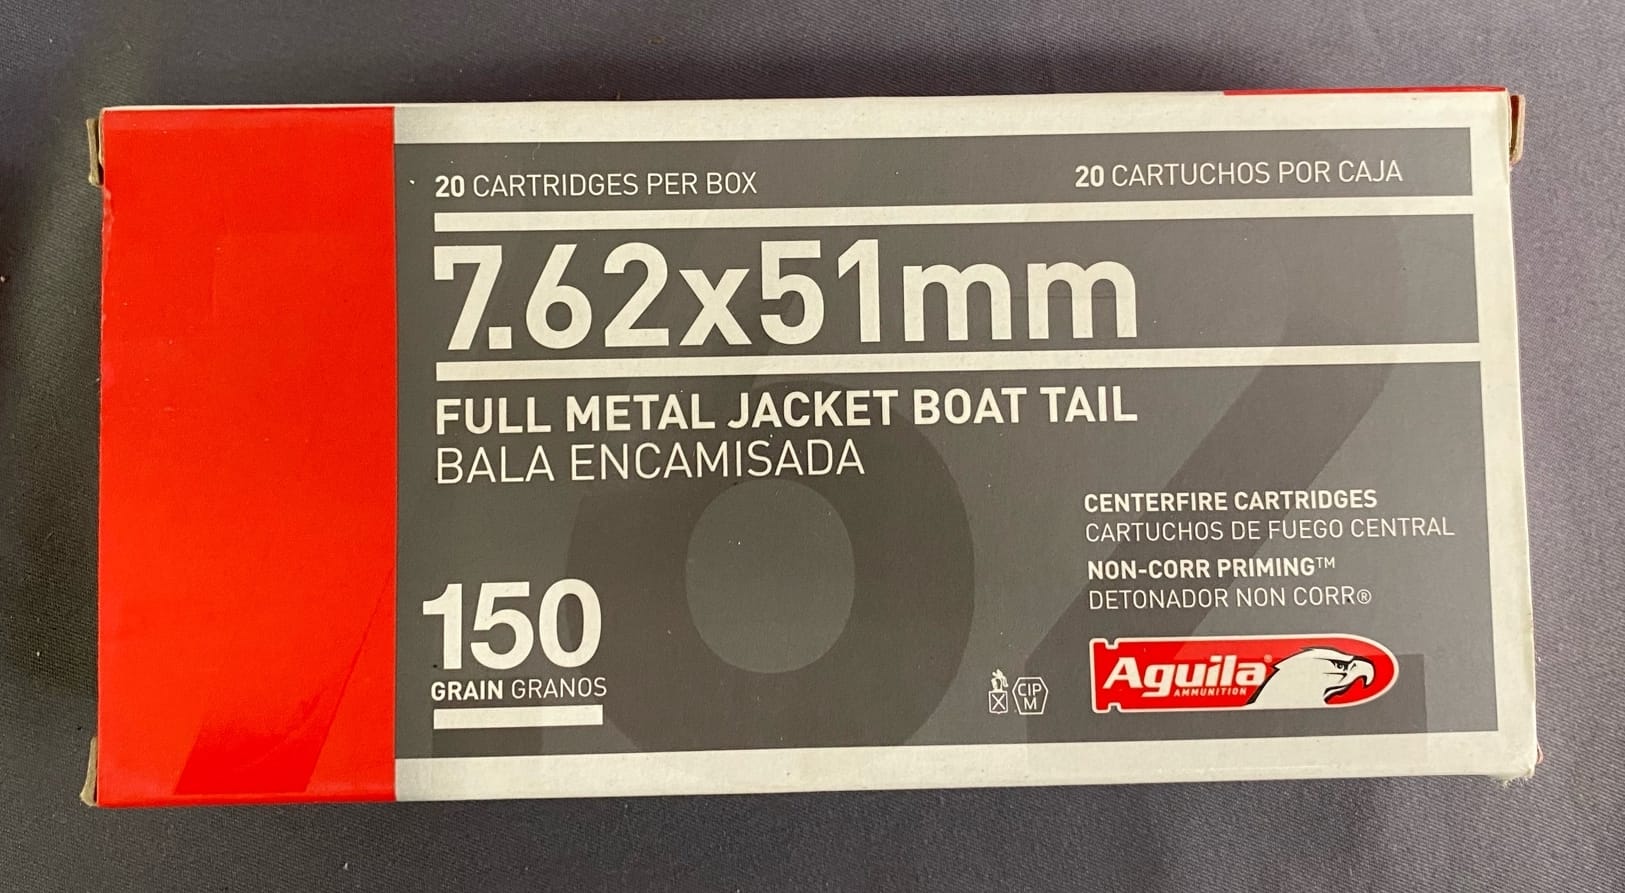 20 CARTRIDGES PER BOX
20 CARTUCHOS POR CAJA
7.62x51mm
FULL METAL JACKET BOAT TAIL
BALA ENCAMISADA
CENTERFIRE CARTRIDGES
CARTUCHOS DE FUEGO CENTRAL
NON-CORR PRIMING™
DETONADOR NON CORR®
150
GRAIN GRANOS
CIP
M
Aguila®
AMMUNITION